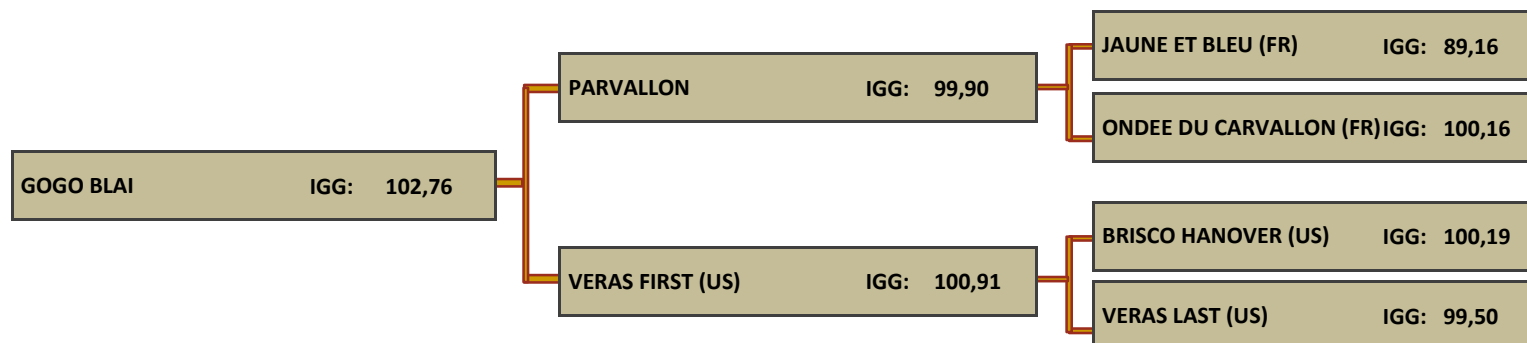 JAUNE ET BLEU (FR) IGG: 89,16
PARVALLON IGG: 99,90
ONDEE DU CARVALLON (FR) IGG: 100,16
GOGO BLAI IGG: 102,76
BRISCO HANOVER (US) IGG: 100,19
VERAS FIRST (US) IGG: 100,91
VERAS LAST (US) IGG: 99,50